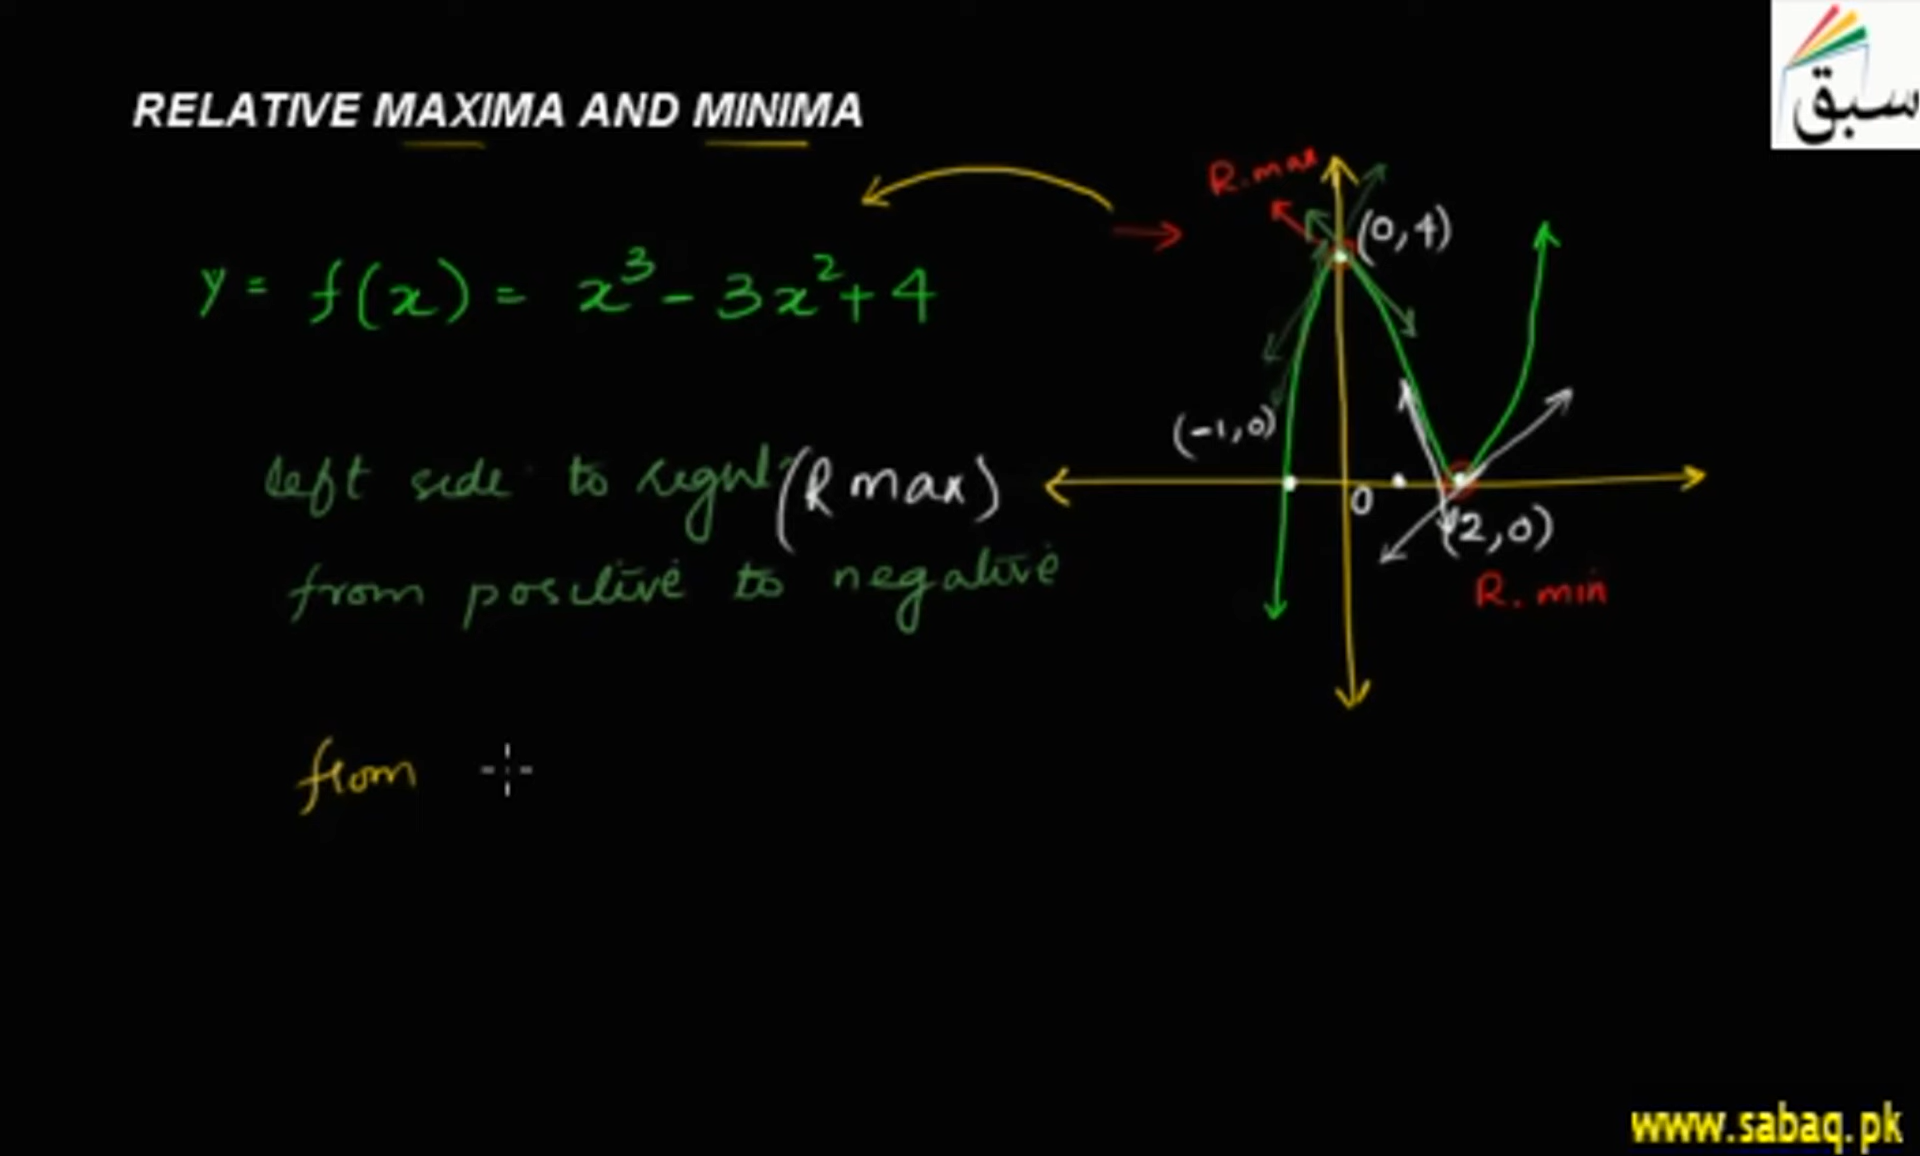 سبق
RELATIVE MAXIMA AND MINIMA
R. max
(0,4)
y = f(x) = x³ - 3x² + 4
(-1,0)
left side to right (R max)
0
(2,0)
from positive to negative
R. min
from
www.sabaq.pk